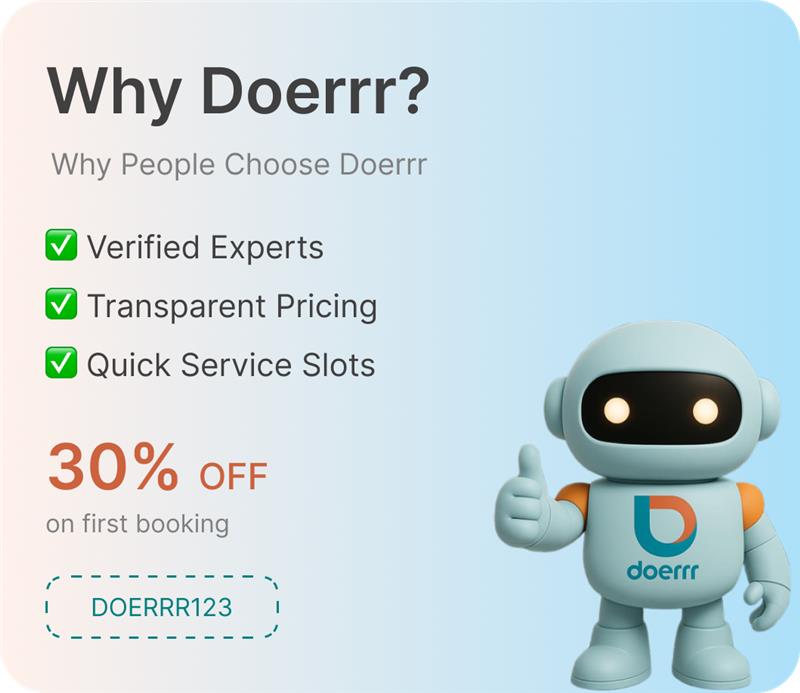 Why Doerrr?
Why People Choose Doerrr
✅ Verified Experts
✅ Transparent Pricing
✅ Quick Service Slots
30% OFF
on first booking
DOERRR123
doerrr